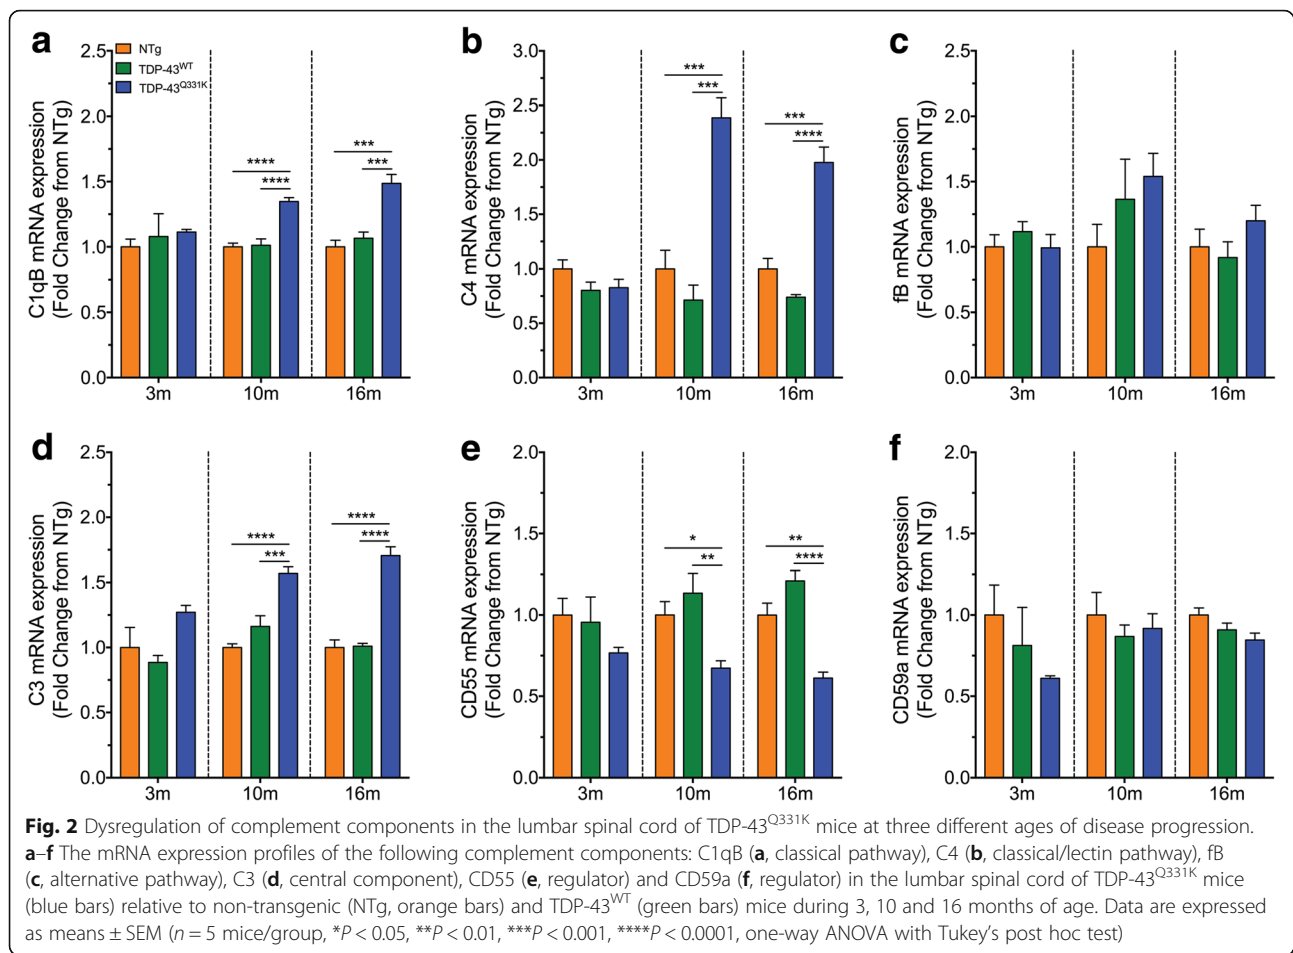 a
NTg
TDP-43WT
TDP-43Q331K
C1qB mRNA expression
(Fold Change from NTg)
2.5
2.0
1.5
1.0
0.5
0.0
****
****
***
***
3m 10m 16m
b
C4 mRNA expression
(Fold Change from NTg)
3.0
2.5
2.0
1.5
1.0
0.5
0.0
***
***
***
****
3m 10m 16m
c
fB mRNA expression
(Fold Change from NTg)
2.5
2.0
1.5
1.0
0.5
0.0
3m 10m 16m
d
C3 mRNA expression
(Fold Change from NTg)
2.5
2.0
1.5
1.0
0.5
0.0
****
***
****
****
3m 10m 16m
e
CD55 mRNA expression
(Fold Change from NTg)
2.0
1.5
1.0
0.5
0.0
*
**
**
****
3m 10m 16m
f
CD59a mRNA expression
(Fold Change from NTg)
2.0
1.5
1.0
0.5
0.0
3m 10m 16m
Fig. 2 Dysregulation of complement components in the lumbar spinal cord of TDP-43Q331K mice at three different ages of disease progression.
a–f The mRNA expression profiles of the following complement components: C1qB (a, classical pathway), C4 (b, classical/lectin pathway), fB
(c, alternative pathway), C3 (d, central component), CD55 (e, regulator) and CD59a (f, regulator) in the lumbar spinal cord of TDP-43Q331K mice
(blue bars) relative to non-transgenic (NTg, orange bars) and TDP-43WT (green bars) mice during 3, 10 and 16 months of age. Data are expressed
as means ± SEM (n = 5 mice/group, *P < 0.05, **P < 0.01, ***P < 0.001, ****P < 0.0001, one-way ANOVA with Tukey's post hoc test)